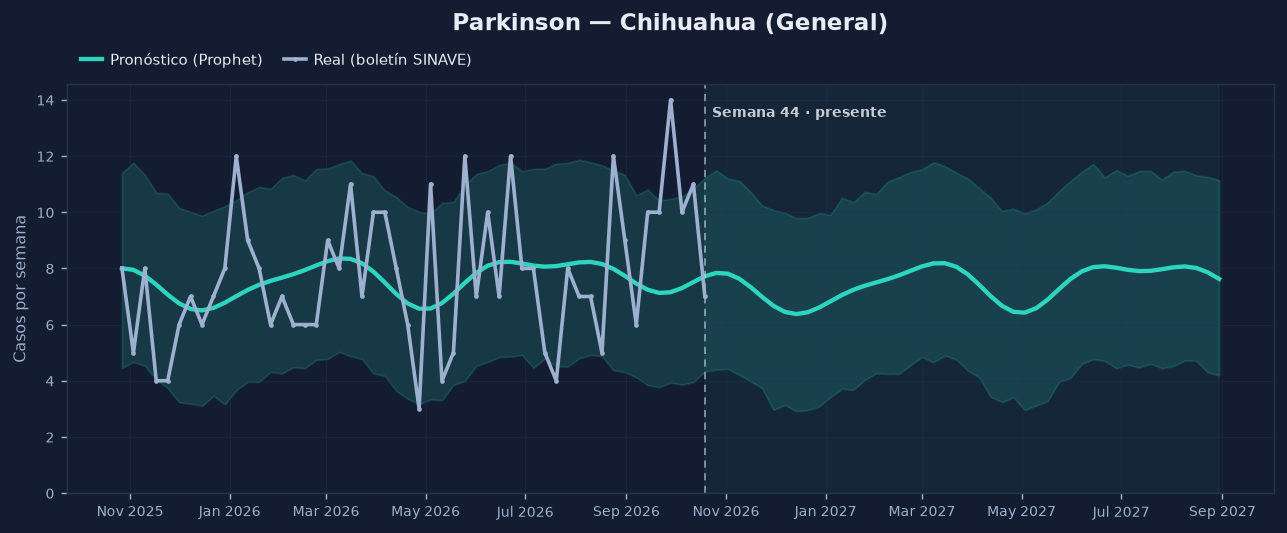 Parkinson — Chihuahua (General)
Pronóstico (Prophet)
Real (boletín SINAVE)
Semana 44 · presente
Casos por semana
14
12
10
8
6
4
2
0
Nov 2025
Jan 2026
Mar 2026
May 2026
Jul 2026
Sep 2026
Nov 2026
Jan 2027
Mar 2027
May 2027
Jul 2027
Sep 2027